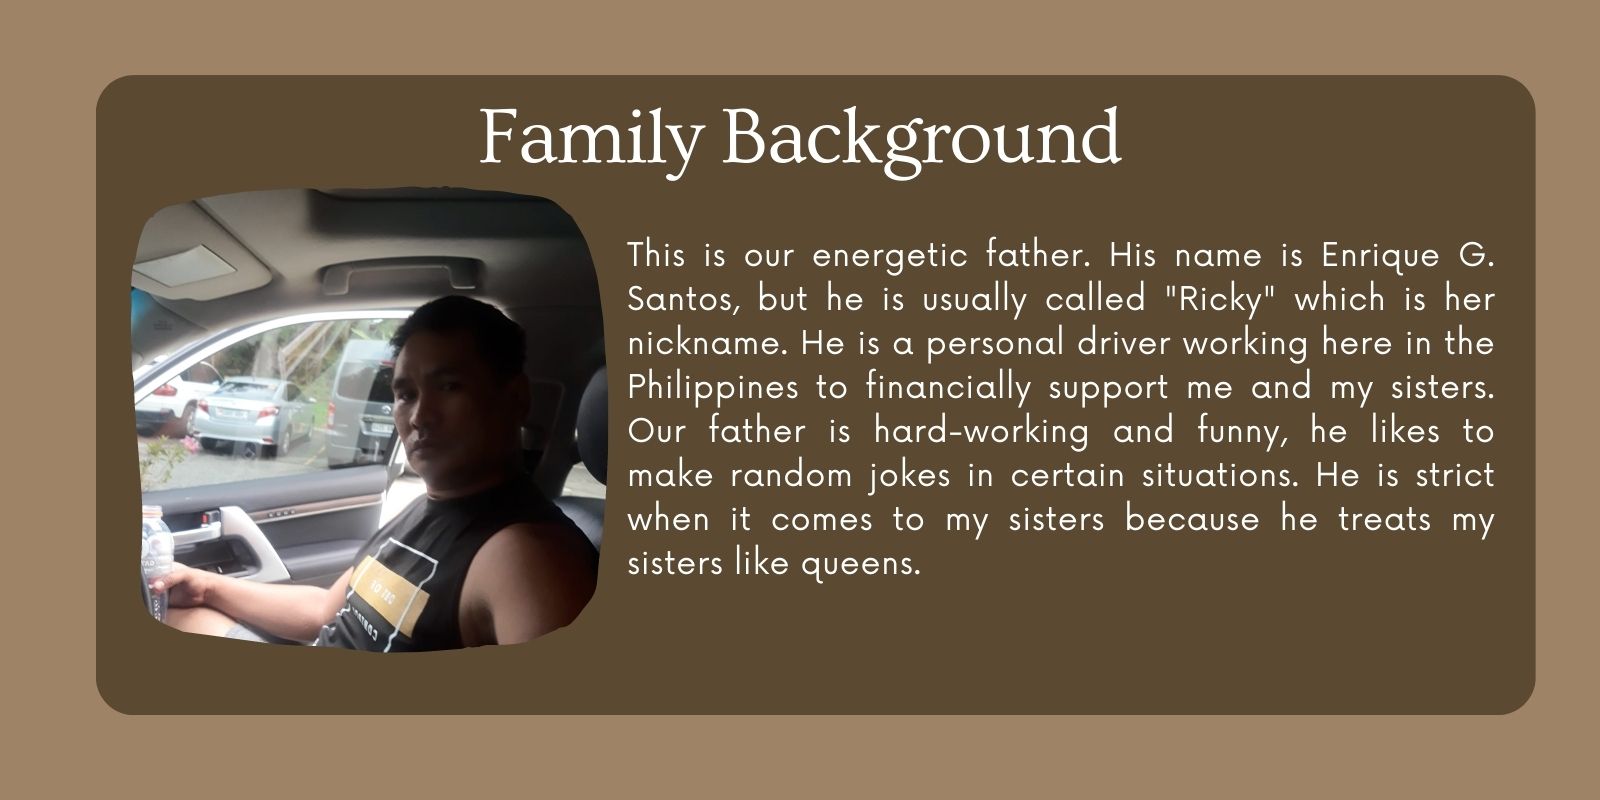 Family Background
This is our energetic father. His name is Enrique G.
Santos, but he is usually called "Ricky" which is her
nickname. He is a personal driver working here in the
Philippines to financially support me and my sisters.
Our father is hard-working and funny, he likes to
make random jokes in certain situations. He is strict
when it comes to my sisters because he treats my
sisters like queens.